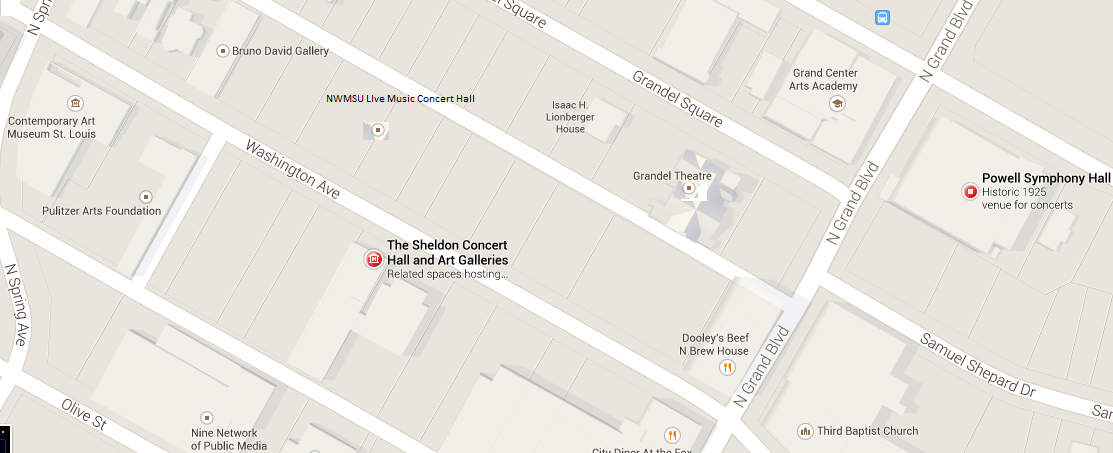 N Spr
el Square
N Grand Blvd
Bruno David Gallery
Grandel Square
Grand Center
Arts Academy
NWMSU LIve Music Concert Hall
Isaac H.
Lionberger
House
Contemporary Art
Museum St. Louis
Washington Ave
Grandel Theatre
Powell Symphony Hall
Historic 1925
venue for concerts
Pulitzer Arts Foundation
N Grand Blvd
The Sheldon Concert
Hall and Art Galleries
Related spaces hosting...
N Spring Ave
Dooley's Beef
N Brew House
N Grand Blvd
Samuel Shepard Dr
Sar
Olive St
Nine Network
of Public Media
Third Baptist Church
City Diner At the Fox